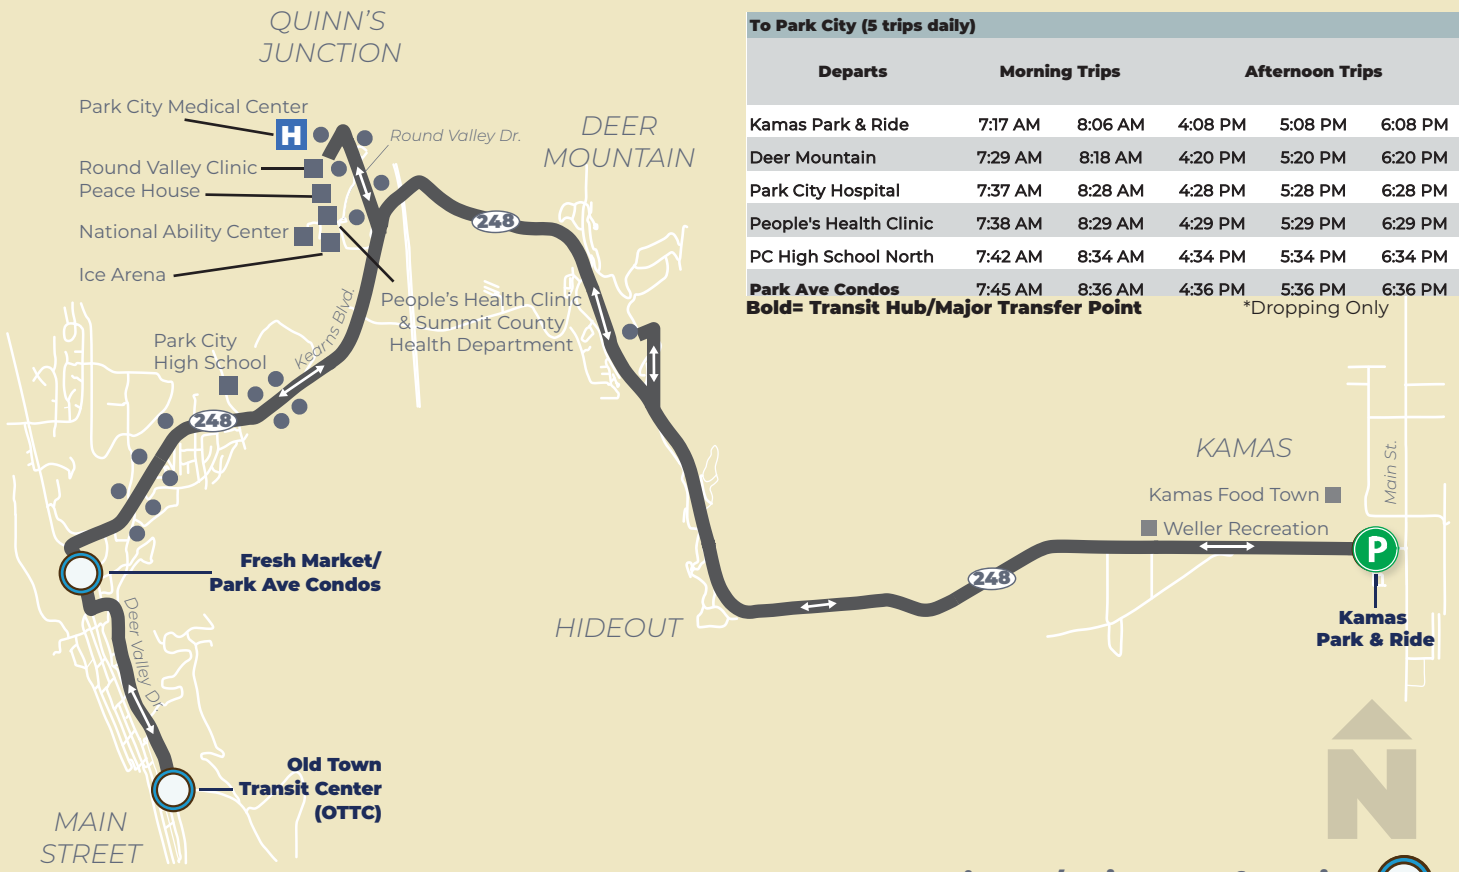 QUINN'S
JUNCTION
To Park City (5 trips daily)
Departs Morning Trips Afternoon Trips
Kamas Park & Ride 7:17 AM 8:06 AM 4:08 PM 5:08 PM 6:08 PM
Deer Mountain 7:29 AM 8:18 AM 4:20 PM 5:20 PM 6:20 PM
Park City Hospital 7:37 AM 8:28 AM 4:28 PM 5:28 PM 6:28 PM
People's Health Clinic 7:38 AM 8:29 AM 4:29 PM 5:29 PM 6:29 PM
PC High School North 7:42 AM 8:34 AM 4:34 PM 5:34 PM 6:34 PM
Park Ave Condos 7:45 AM 8:36 AM 4:36 PM 5:36 PM 6:36 PM
Bold= Transit Hub/Major Transfer Point *Dropping Only
Park City Medical Center
H
Round Valley Dr.
DEER
MOUNTAIN
Round Valley Clinic
Peace House
248
National Ability Center
Ice Arena
People's Health Clinic
& Summit County
Health Department
Kearns Blvd.
Park City
High School
248
KAMAS
Main St.
Kamas Food Town
Weller Recreation
P
248
Kamas
Park & Ride
Fresh Market/
Park Ave Condos
HIDEOUT
Deer Valley Dr.
Old Town
Transit Center
(OTTC)
MAIN
STREET
N